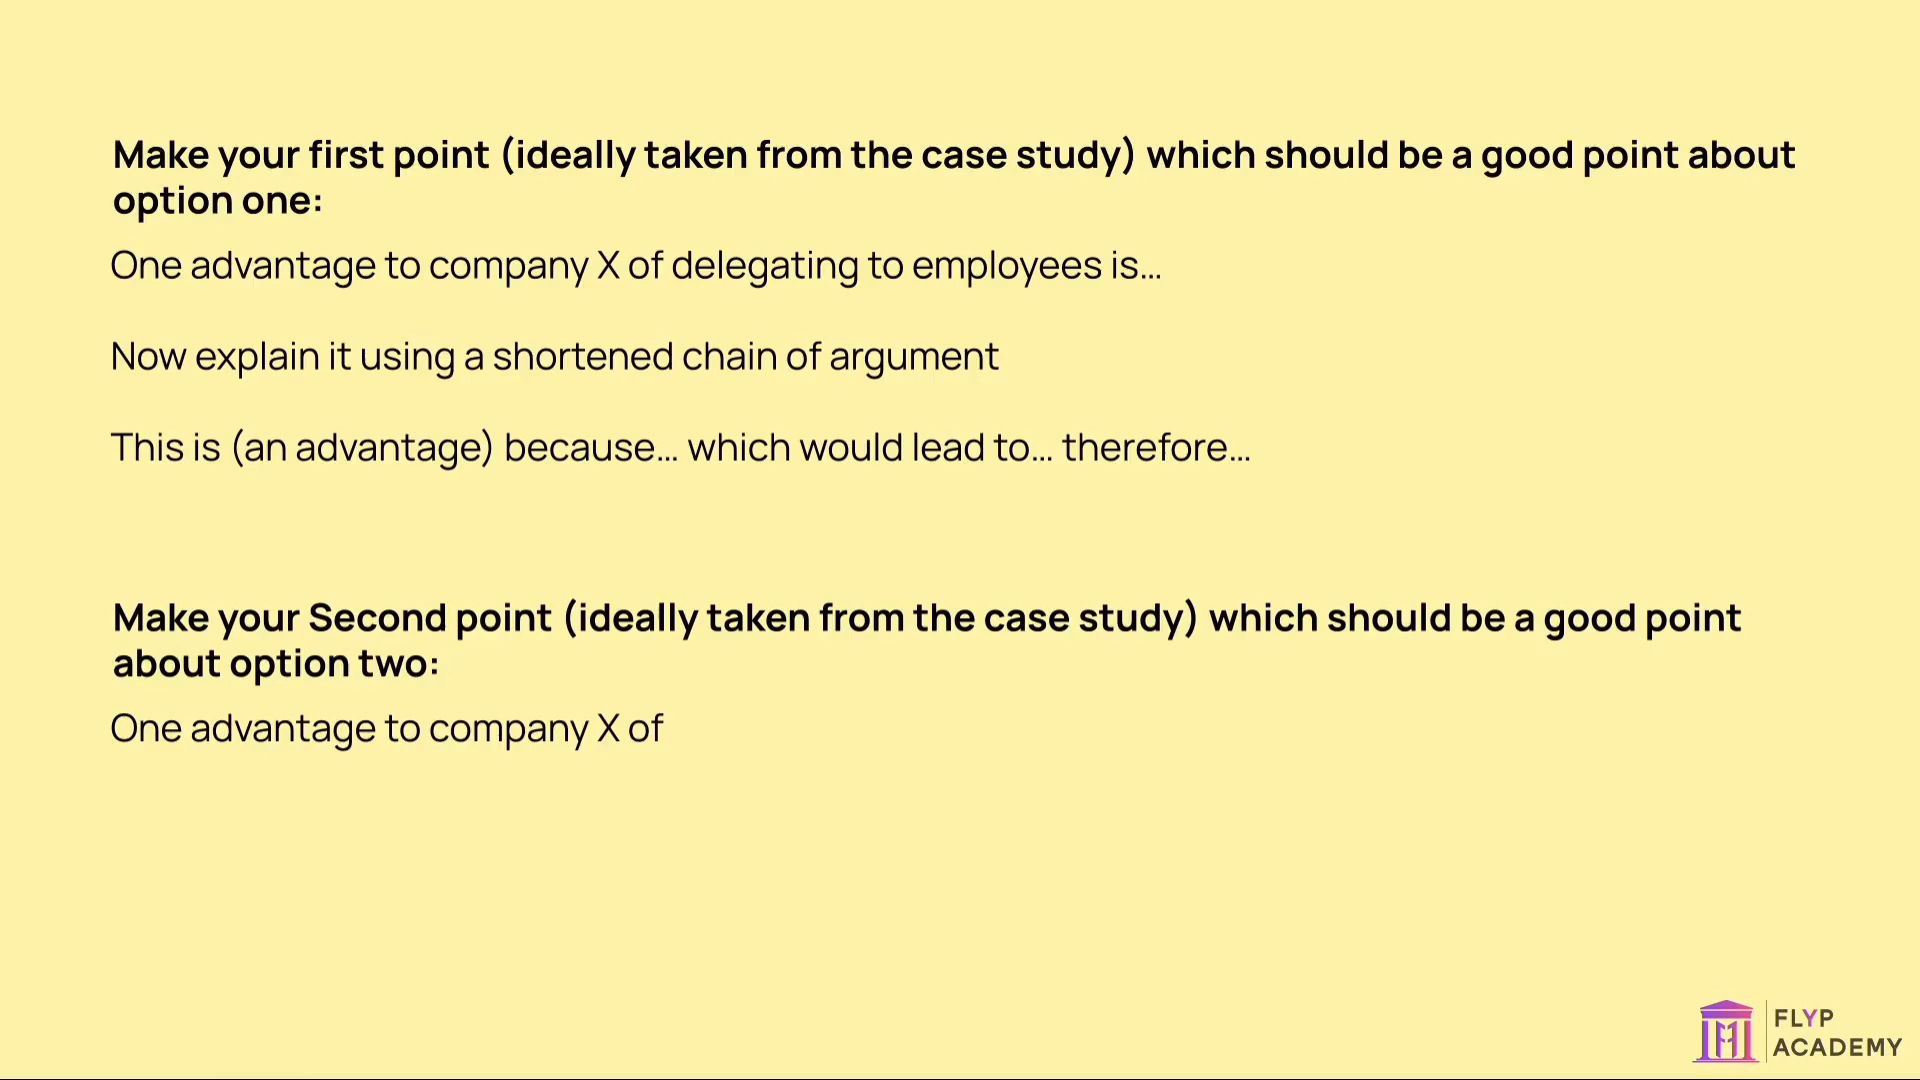 Make your first point (ideally taken from the case study) which should be a good point about
option one:
One advantage to company X of delegating to employees is...
Now explain it using a shortened chain of argument
This is (an advantage) because... which would lead to... therefore...
Make your Second point (ideally taken from the case study) which should be a good point
about option two:
One advantage to company X of
FLYP
ACADEMY